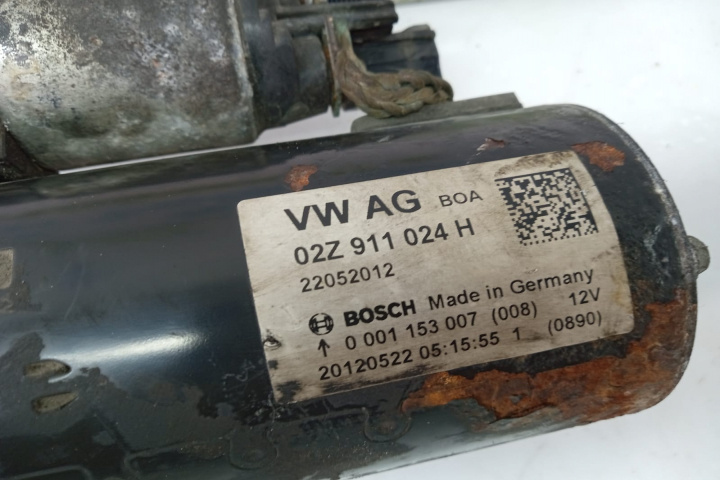 VW AG BOA
02Z 911 024 H
22052012
BOSCH Made in Germany
↑ 0 001 153 007 (008) 12V
20120522 05:15:55 1 (0890)